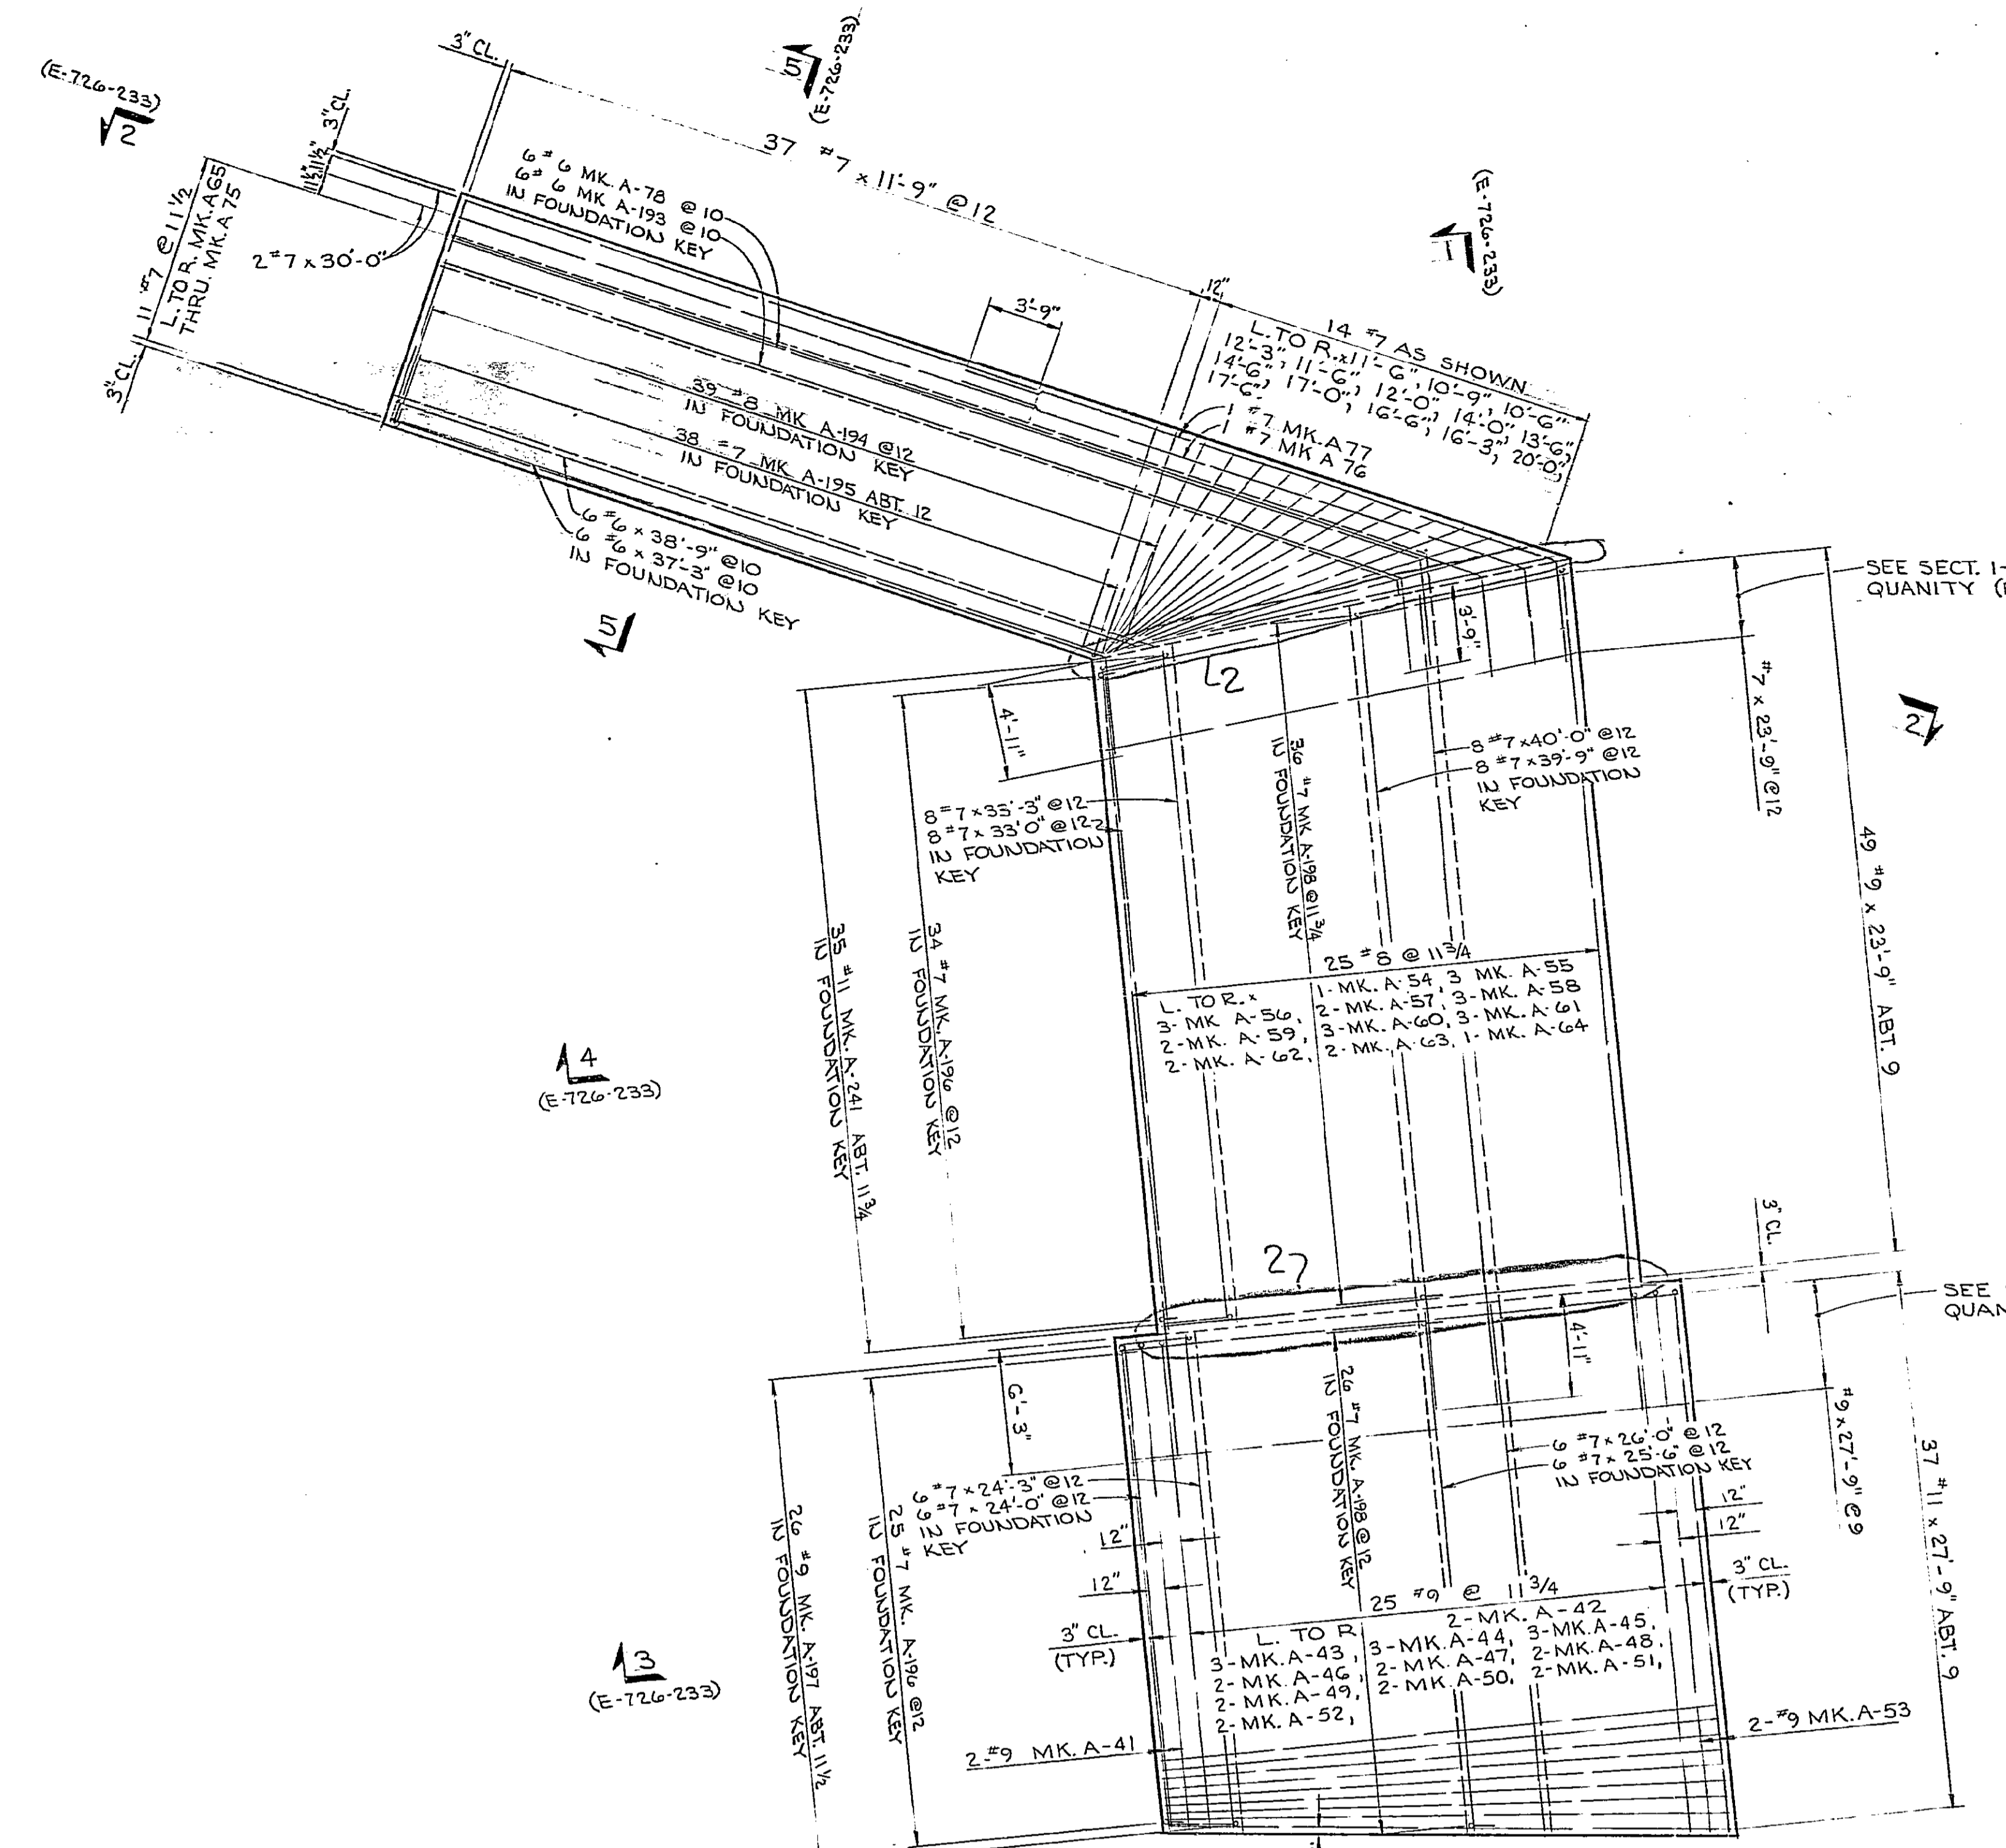 (E-726-233)
2
3" CL.
5
(E-726-233)
3" CL.
11½"
11½"
37 #7 x 11'-9" @ 12
6 #6 MK. A-78 @ 10
6 #6 MK A-193 @ 10
IN FOUNDATION KEY
11 #7 @ 11½
L. TO R. MK. A65
THRU. MK. A 75
2 #7 x 30'-0"
3" CL.
1
(E-726-233)
12"
3'-9"
14 #7 AS SHOWN
L. TO R. x 11'-6", 10'-9", 10'-6"
12'-3", 11'-6", 12'-0", 14'-0", 13'-6",
14'-6", 17'-0", 16'-6", 16'-3", 20'-0",
17'-6"
1 #7 MK. A 77
1 #7 MK A 76
39 #8 MK A-194 @12
IN FOUNDATION KEY
38 #7 MK A-195 ABT. 12
IN FOUNDATION KEY
6 #6 x 38'-9" @10
6 #6 x 37'-3" @10
IN FOUNDATION KEY
5
SEE SECT. 1-
QUANITY
3'-9"
2
4'-11"
#7 x 23'-9" @12
2
8 #7 x 40'-0" @12
8 #7 x 39'-9" @12
IN FOUNDATION
KEY
36 #7 MK A-198 @ 11¾
IN FOUNDATION KEY
8 #7 x 33'-3" @12
8 #7 x 33'0" @12
IN FOUNDATION
KEY
49 #9 x 23'-9" ABT. 9
35 #11 MK. A-241 ABT. 11¾
IN FOUNDATION KEY
34 #7 MK. A-196 @12
IN FOUNDATION KEY
25 #8 @ 11¾
L. TO R. x 1-MK. A-54, 3 MK. A-55
3-MK A-56, 2-MK. A-57, 3-MK. A-58
2-MK. A-59, 3-MK. A-60, 3-MK. A-61
2-MK. A-62, 2-MK. A-63, 1-MK. A-64
4
(E-726-233)
3" CL.
2
SEE
QUAN
4'-11"
6'-3"
26 #7 MK. A-198 @ 12
IN FOUNDATION KEY
6 #7 x 26'-0" @12
6 #7 x 25'-6" @12
IN FOUNDATION KEY
#9 x 27'-9" @9
37 #11 x 27'-9" ABT. 9
6 #7 x 24'-3" @12
6 #7 x 24'-0" @12
IN FOUNDATION
KEY
26 #9 MK. A-197 ABT. 11½
IN FOUNDATION KEY
25 #7 MK. A-196 @12
IN FOUNDATION KEY
12"
12"
12"
12"
3" CL.
(TYP.)
3" CL.
(TYP.)
25 #9 @ 11¾
L. TO R 2-MK. A-42
3-MK. A-43, 3-MK. A-44, 3-MK. A-45,
2-MK. A-46, 2-MK. A-47, 2-MK. A-48,
2-MK. A-49, 2-MK. A-50, 2-MK. A-51,
2-MK. A-52,
3
(E-726-233)
2-#9 MK. A-41
2-#9 MK. A-53